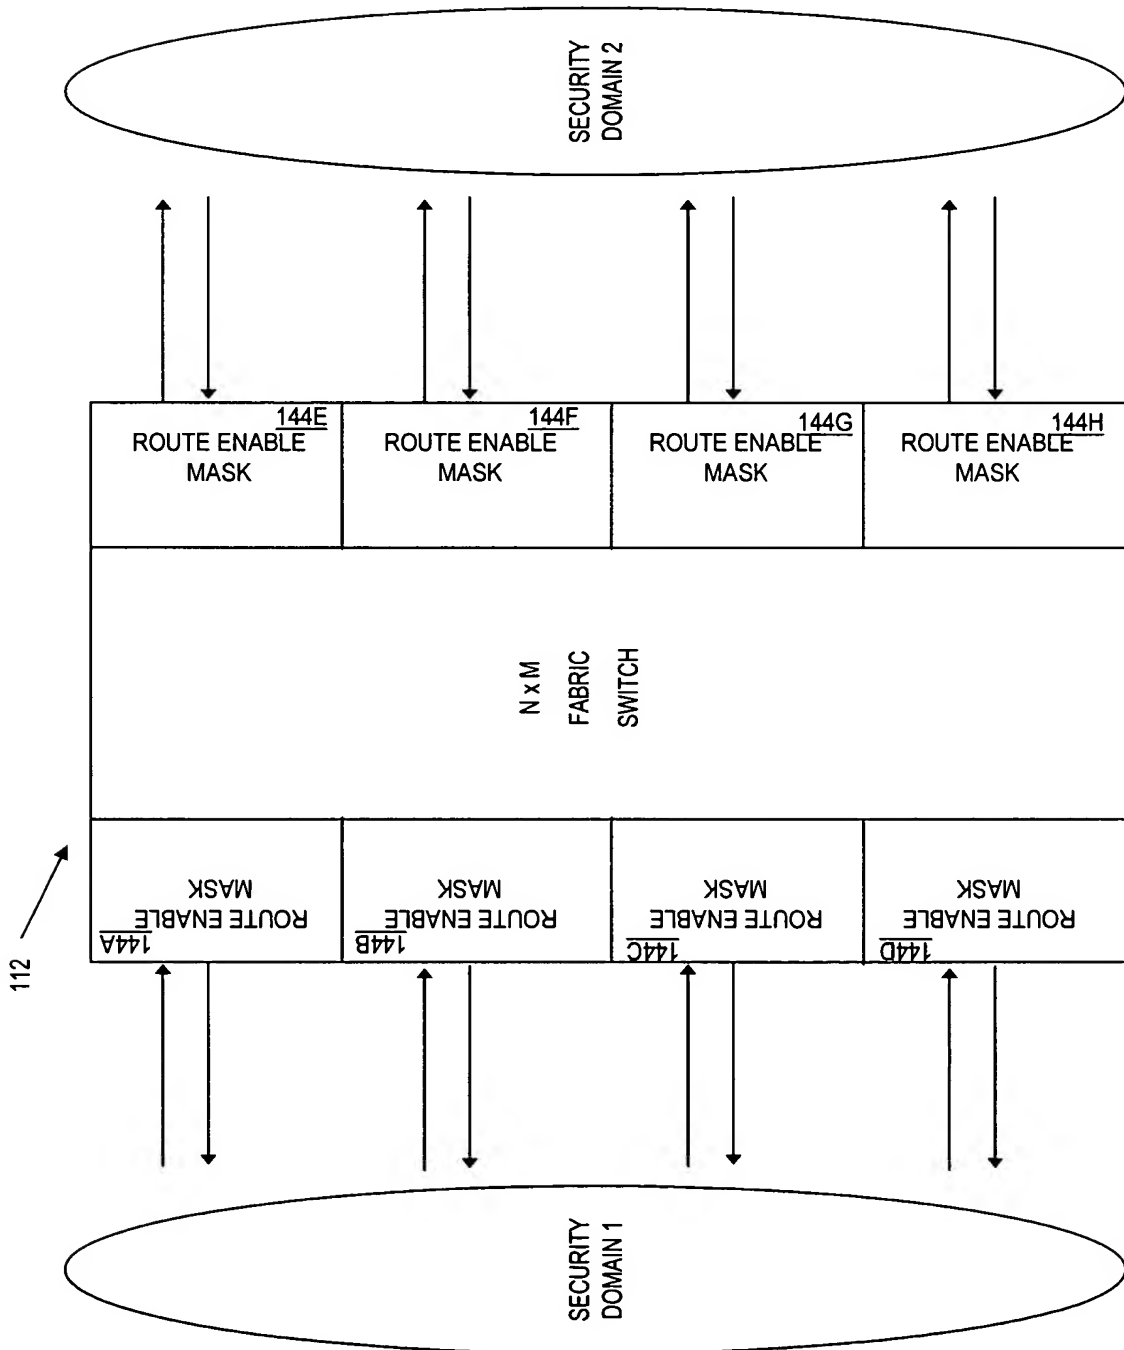 SECURITY
DOMAIN 2
144E
ROUTE ENABLE
MASK
144F
ROUTE ENABLE
MASK
144G
ROUTE ENABLE
MASK
144H
ROUTE ENABLE
MASK
N x M
FABRIC
SWITCH
112
144A
ROUTE ENABLE
MASK
144B
ROUTE ENABLE
MASK
144C
ROUTE ENABLE
MASK
144D
ROUTE ENABLE
MASK
SECURITY
DOMAIN 1